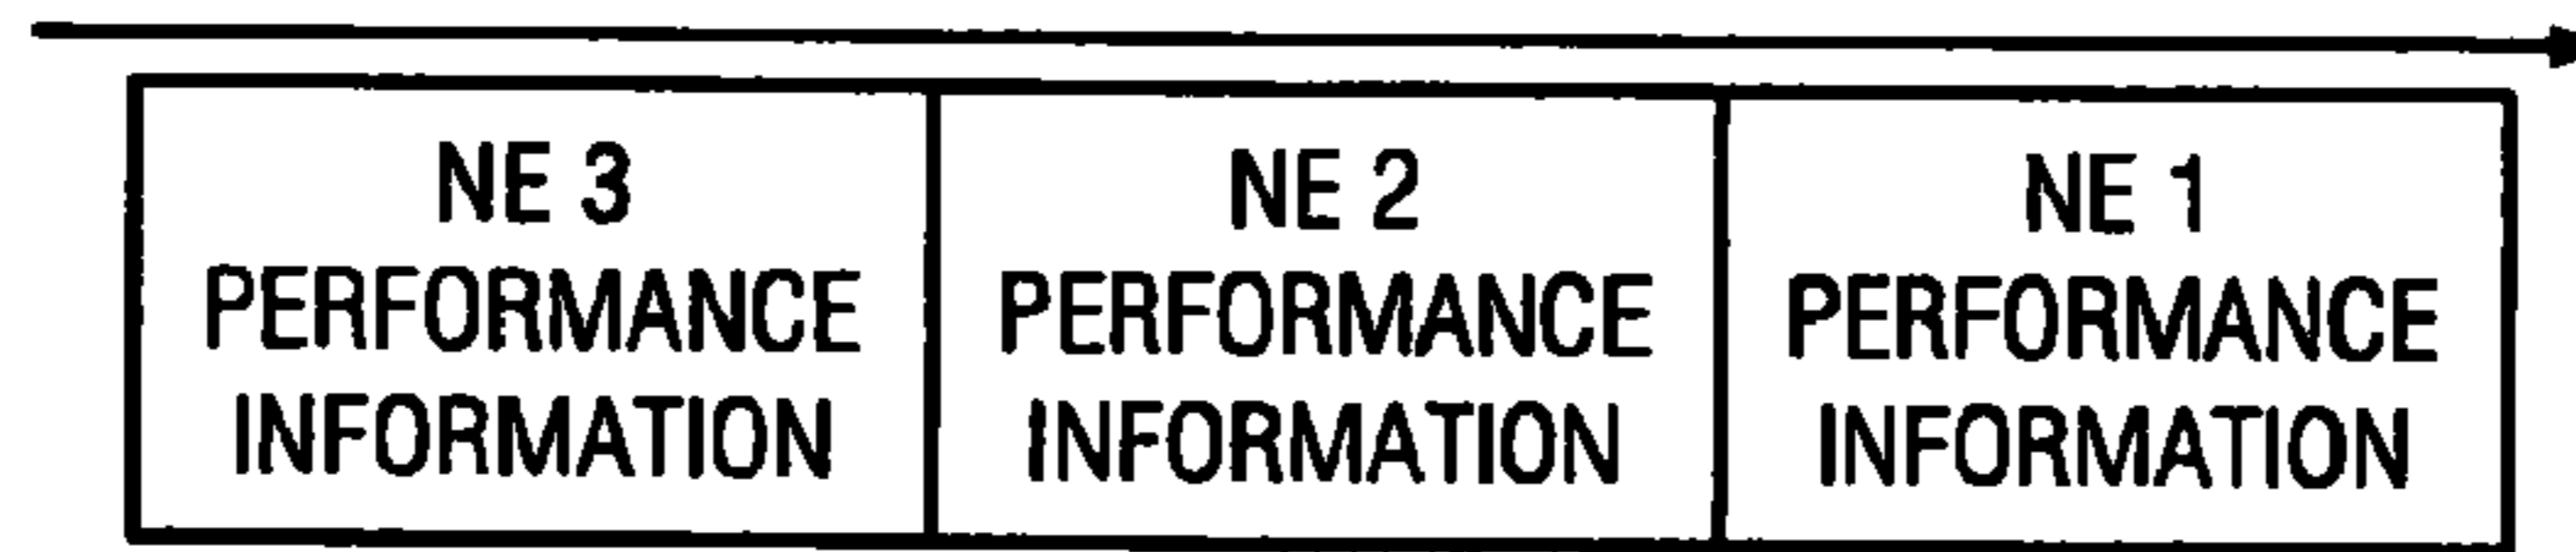 NE 3
PERFORMANCE
INFORMATION
NE 2
PERFORMANCE
INFORMATION
NE 1
PERFORMANCE
INFORMATION